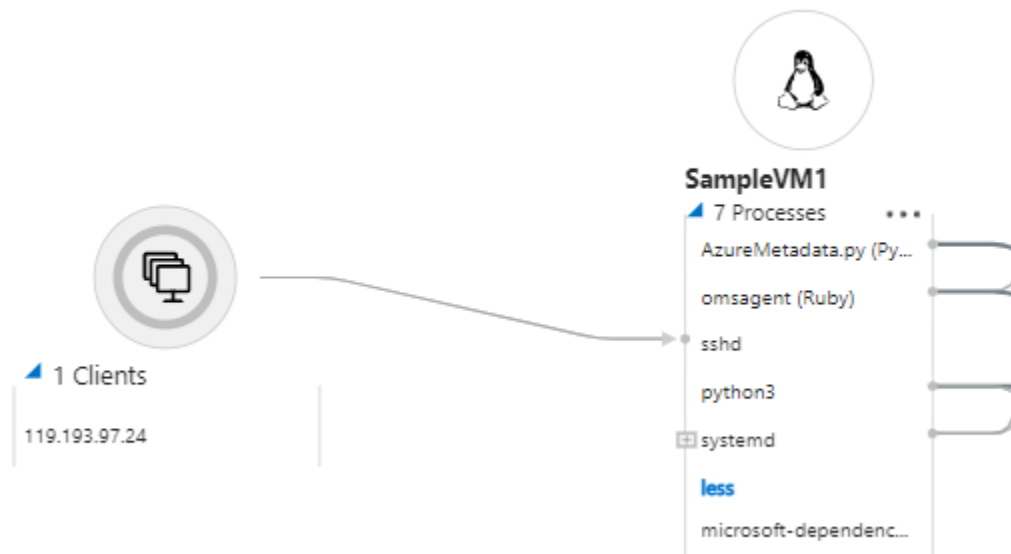 SampleVM1
7 Processes ...
AzureMetadata.py (Py...
omsagent (Ruby)
sshd
python3
systemd
less
microsoft-dependenc...
1 Clients
119.193.97.24